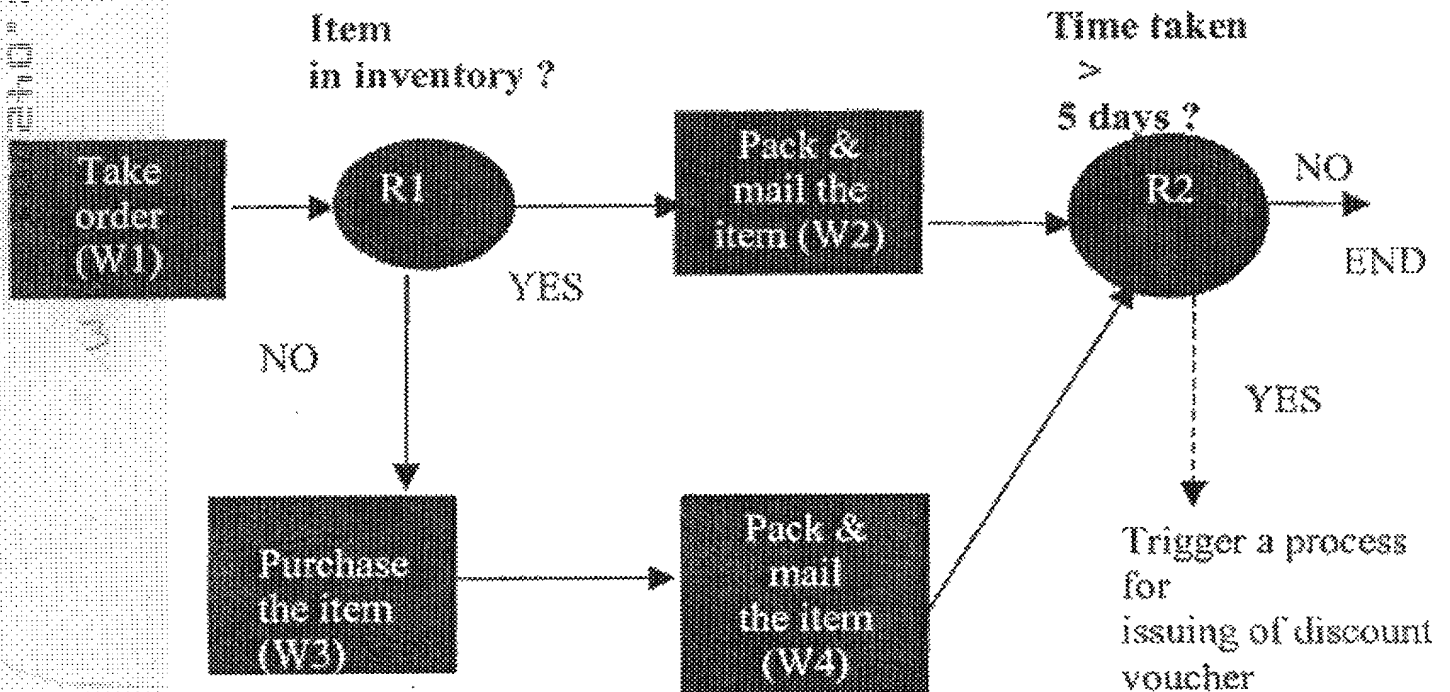 Item
in inventory ?
Time taken
>
5 days ?
Take
order
(W1)
R1
YES
NO
Pack &
mail the
item (W2)
R2
NO
END
YES
Purchase
the item
(W3)
Pack &
mail
the item
(W4)
Trigger a process
for
issuing of discount
voucher